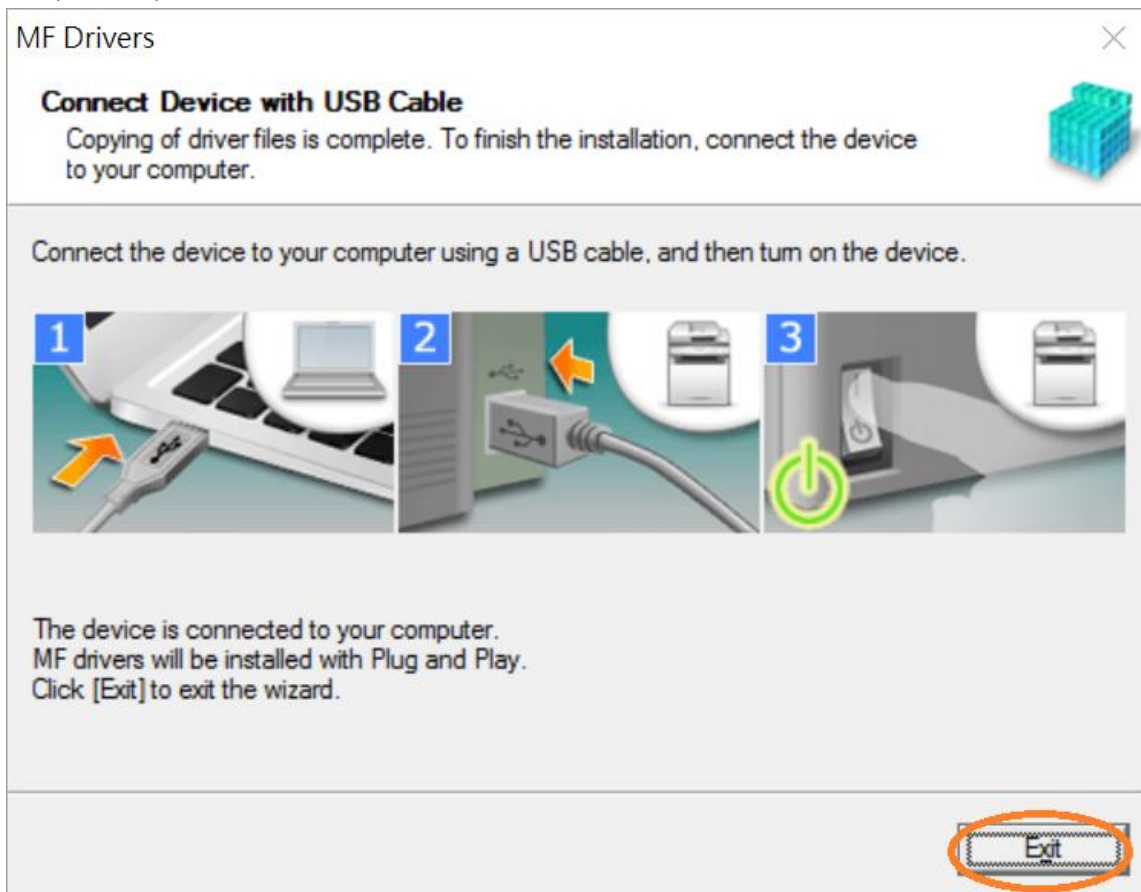 MF Drivers
Connect Device with USB Cable
Copying of driver files is complete. To finish the installation, connect the device
to your computer.
Connect the device to your computer using a USB cable, and then turn on the device.
1 2 3
The device is connected to your computer.
MF drivers will be installed with Plug and Play.
Click [Exit] to exit the wizard.
Exit